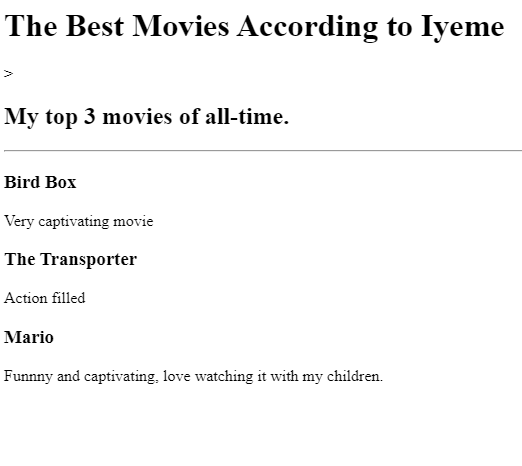 The Best Movies According to Iyeme
>
My top 3 movies of all-time.
Bird Box
Very captivating movie
The Transporter
Action filled
Mario
Funnny and captivating, love watching it with my children.